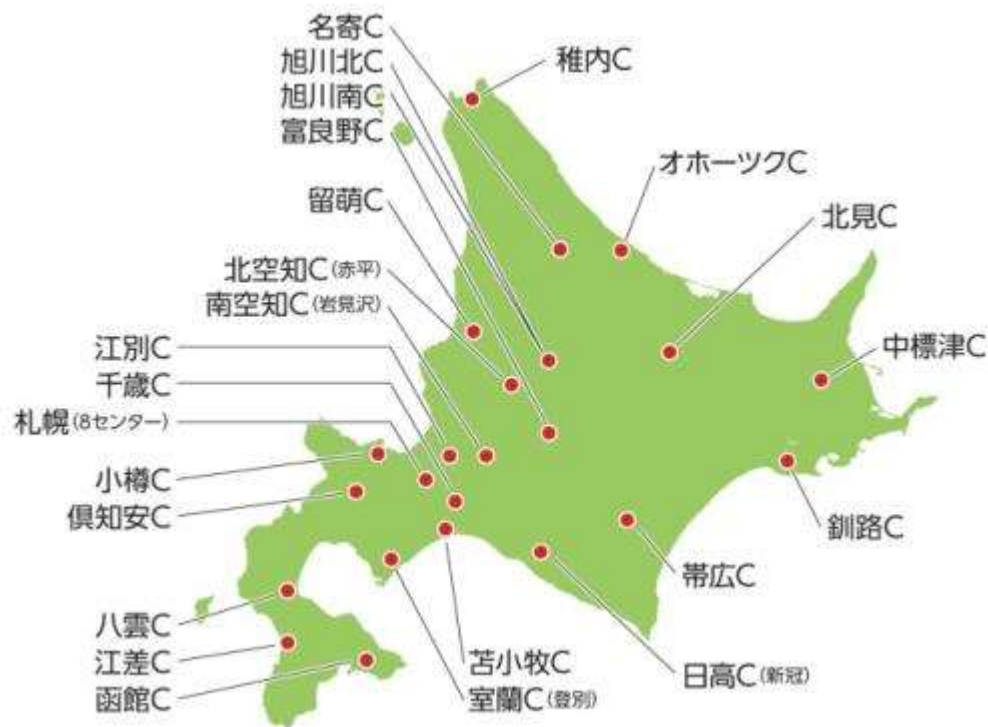 名寄C
旭川北C
旭川南C
富良野C
稚内C
オホーツクC
留萌C
北見C
北空知C(赤平)
南空知C(岩見沢)
江別C
中標津C
千歳C
札幌(8センター)
小樽C
倶知安C
釧路C
帯広C
八雲C
江差C
函館C
苫小牧C
室蘭C(登別)
日高C(新冠)